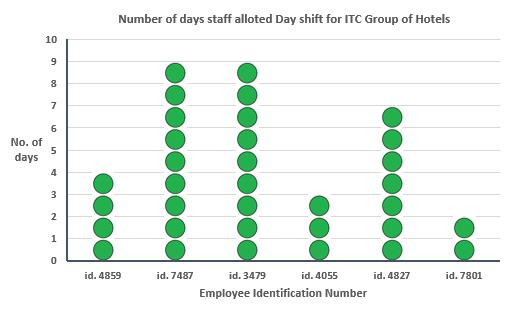 Number of days staff alloted Day shift for ITC Group of Hotels
10
9
8
7
6
5
4
3
2
1
0
No. of
days
id. 4859 id. 7487 id. 3479 id. 4055 id. 4827 id. 7801
Employee Identification Number